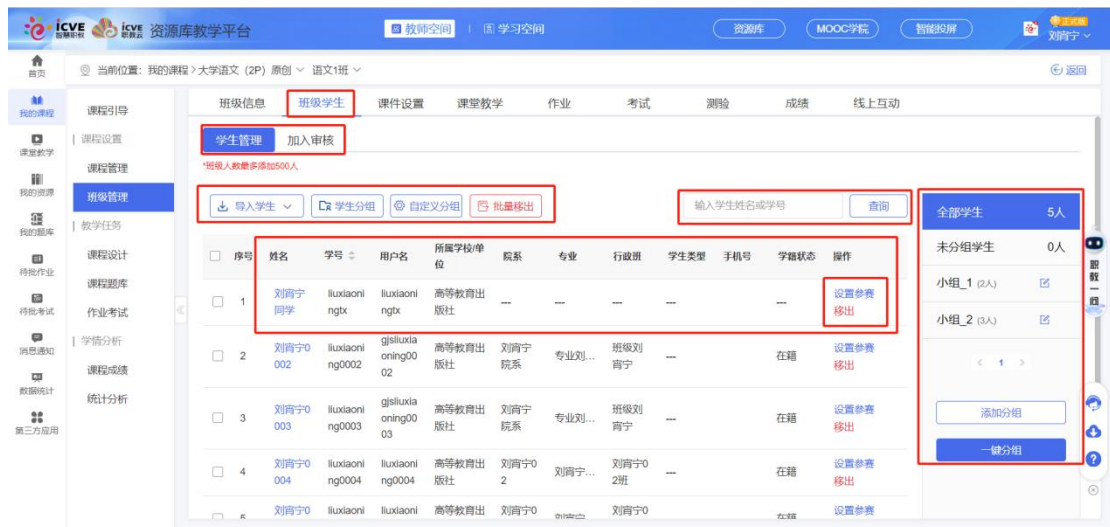 icve 智慧职教 icve 职教云 资源库教学平台
教师空间 学习空间
资源库 MOOC学院 智能投屏
正式版
刘宵宁
首页
当前位置：我的课程 > 大学语文（2P）原创 语文1班
返回
我的课程
课堂教学
我的资源
我的题库
待批作业
待批考试
消息通知
数据统计
第三方应用
课程引导
课程设置
课程管理
班级管理
教学任务
课程设计
课程题库
作业考试
学情分析
课程成绩
统计分析
班级信息 班级学生 课件设置 课堂教学 作业 考试 测验 成绩 线上互动
学生管理 加入审核
*班级人数最多添加500人
导入学生 学生分组 自定义分组 批量移出
输入学生姓名或学号 查询
序号 姓名 学号 用户名 所属学校/单位 院系 专业 行政班 学生类型 手机号 学籍状态 操作
1 刘宵宁同学 liuxiaoningtx liuxiaoningtx 高等教育出版社 --- --- --- --- --- 设置参赛 移出
2 刘宵宁0002 liuxiaoning0002 gjsliuxiaoning0002 高等教育出版社 刘宵宁院系 专业刘... 班级刘宵宁 --- 在籍 设置参赛 移出
3 刘宵宁0003 liuxiaoning0003 gjsliuxiaoning0003 高等教育出版社 刘宵宁院系 专业刘... 班级刘宵宁 --- 在籍 设置参赛 移出
4 刘宵宁0004 liuxiaoning0004 liuxiaoning0004 高等教育出版社 刘宵宁02 刘宵宁... 刘宵宁02班 --- 在籍 设置参赛 移出
刘宵宁0 liuxiaoni liuxiaoni 高等教育出 刘宵宁0 刘宵宁0 设置参赛
全部学生 5人
未分组学生 0人
小组_1 (2人)
小组_2 (3人)
< 1 >
添加分组
一键分组
职教一问